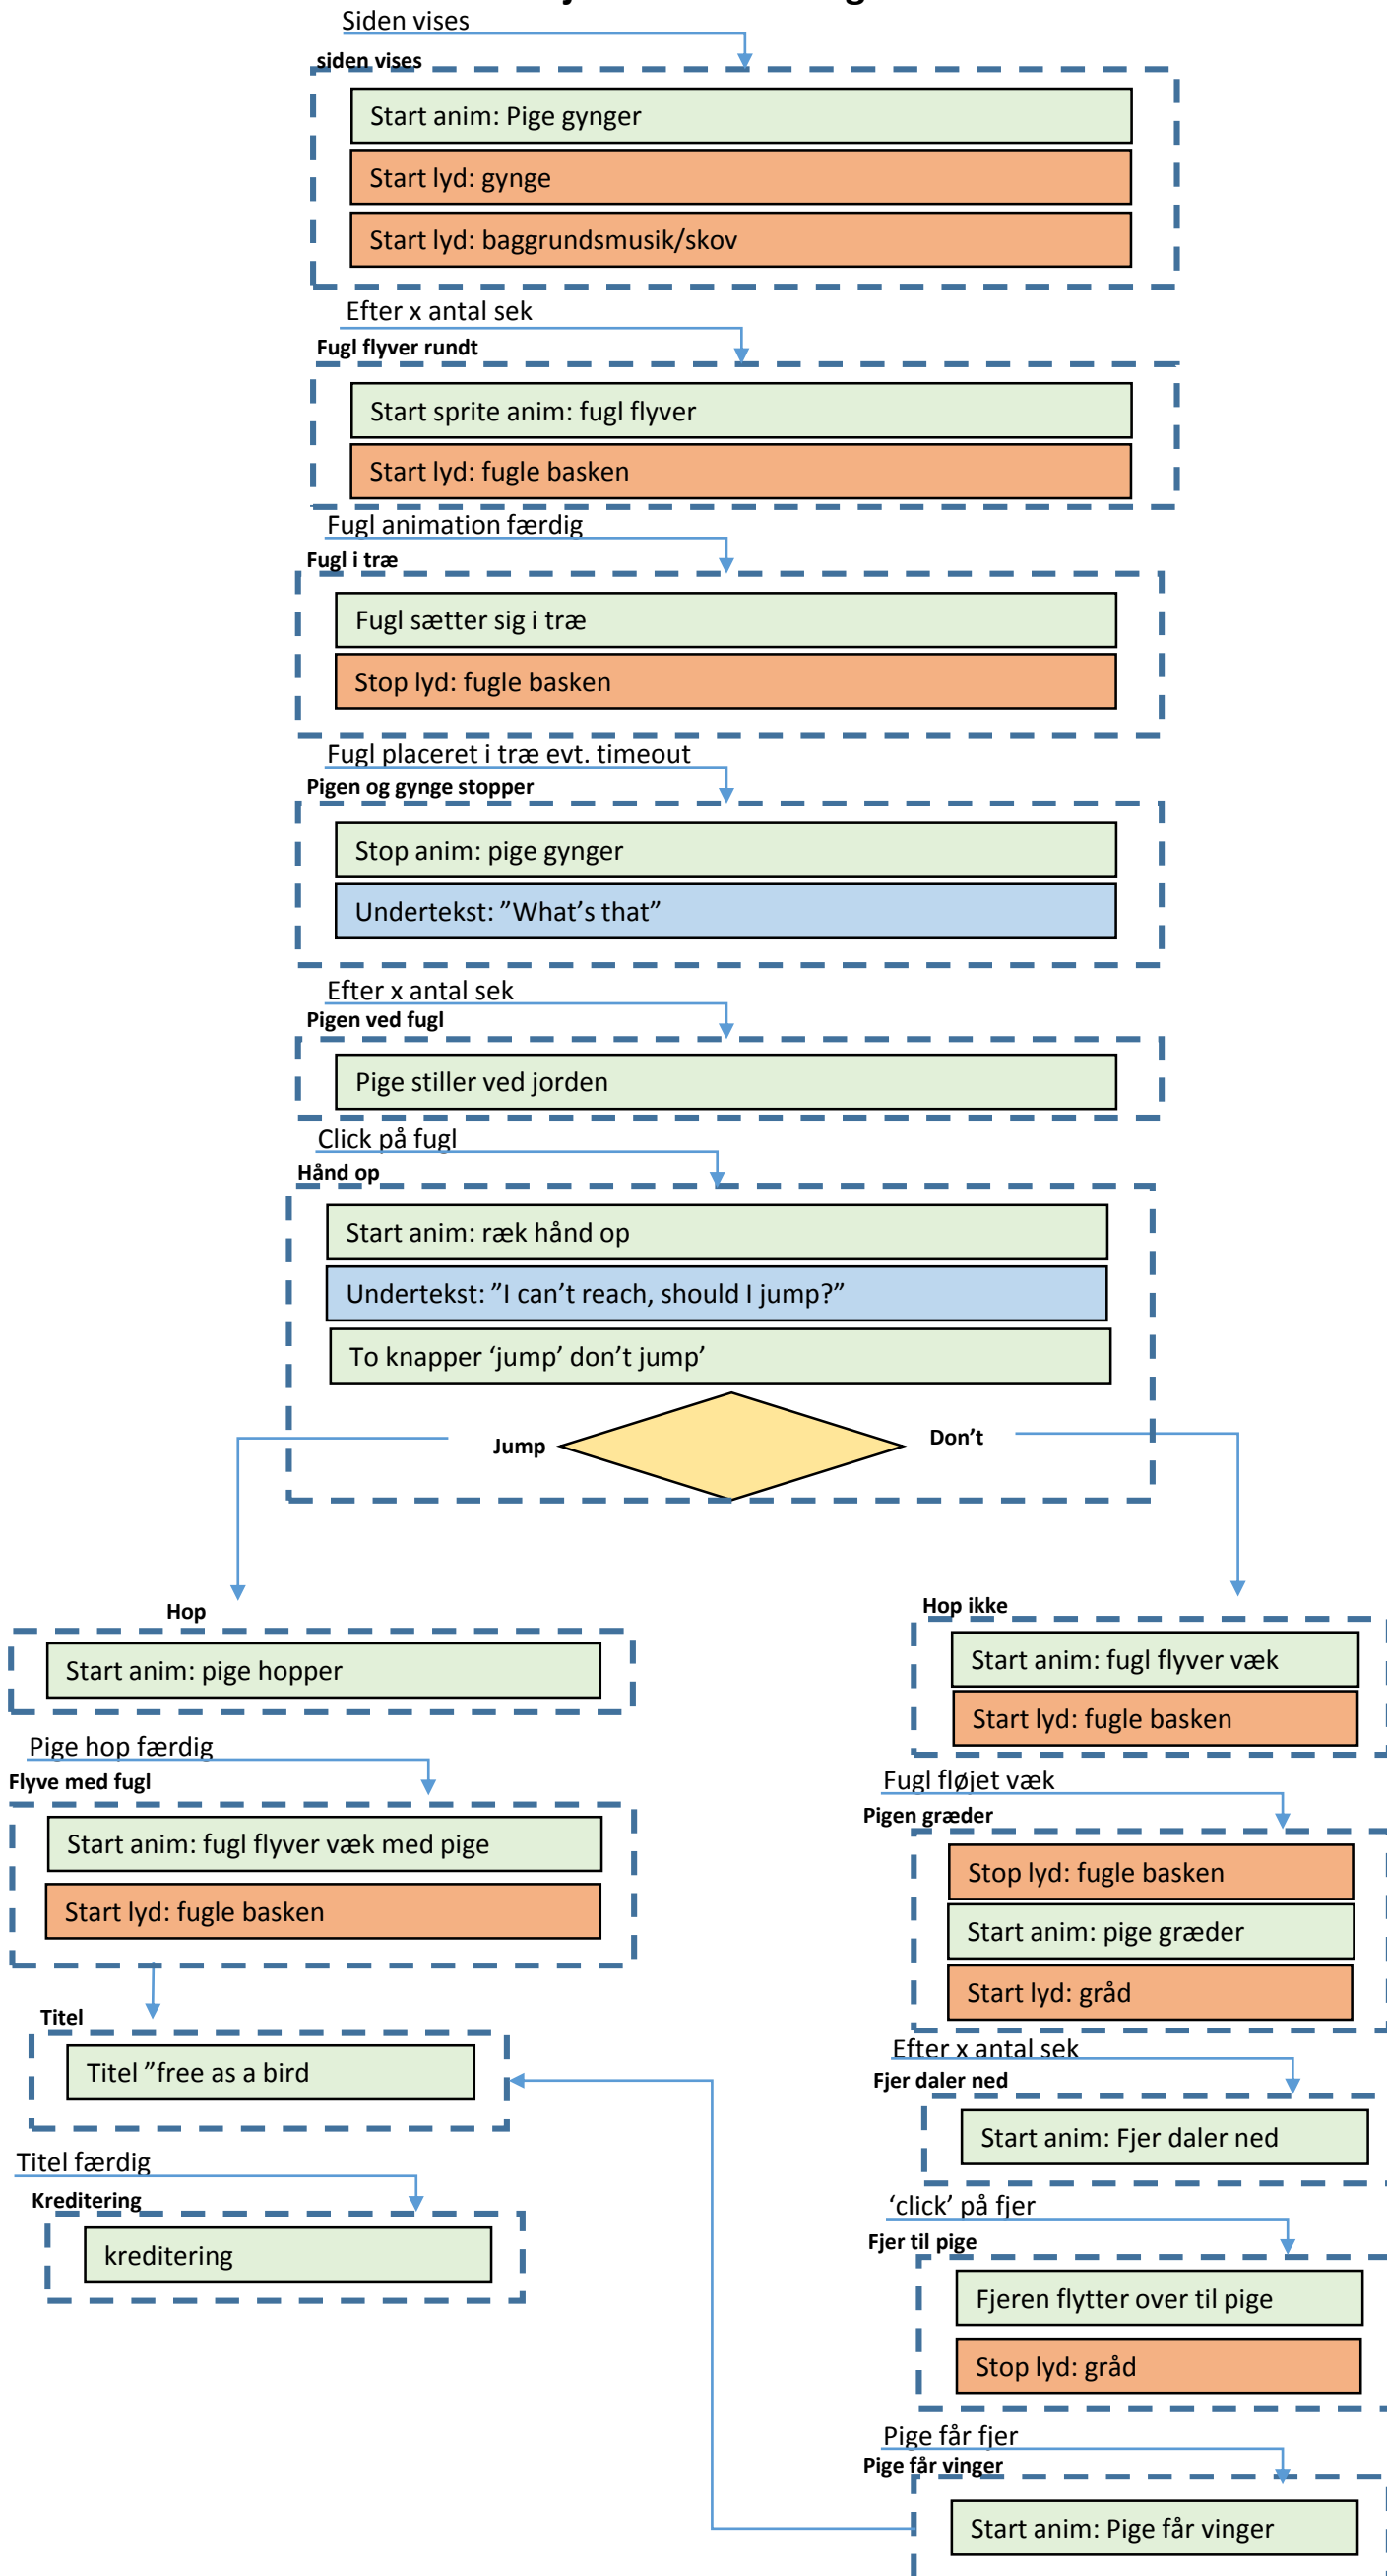 Siden vises
siden vises
Start anim: Pige gynger
Start lyd: gynge
Start lyd: baggrundsmusik/skov
Efter x antal sek
Fugl flyver rundt
Start sprite anim: fugl flyver
Start lyd: fugle basken
Fugl animation færdig
Fugl i træ
Fugl sætter sig i træ
Stop lyd: fugle basken
Fugl placeret i træ evt. timeout
Pigen og gynge stopper
Stop anim: pige gynger
Undertekst: ”What’s that”
Efter x antal sek
Pigen ved fugl
Pige stiller ved jorden
Click på fugl
Hånd op
Start anim: ræk hånd op
Undertekst: ”I can’t reach, should I jump?”
To knapper ‘jump’ don’t jump’
Jump
Don’t
Hop
Start anim: pige hopper
Pige hop færdig
Flyve med fugl
Start anim: fugl flyver væk med pige
Start lyd: fugle basken
Titel
Titel ”free as a bird
Titel færdig
Kreditering
kreditering
Hop ikke
Start anim: fugl flyver væk
Start lyd: fugle basken
Fugl fløjet væk
Pigen græder
Stop lyd: fugle basken
Start anim: pige græder
Start lyd: gråd
Efter x antal sek
Fjer daler ned
Start anim: Fjer daler ned
‘click’ på fjer
Fjer til pige
Fjeren flytter over til pige
Stop lyd: gråd
Pige får fjer
Pige får vinger
Start anim: Pige får vinger